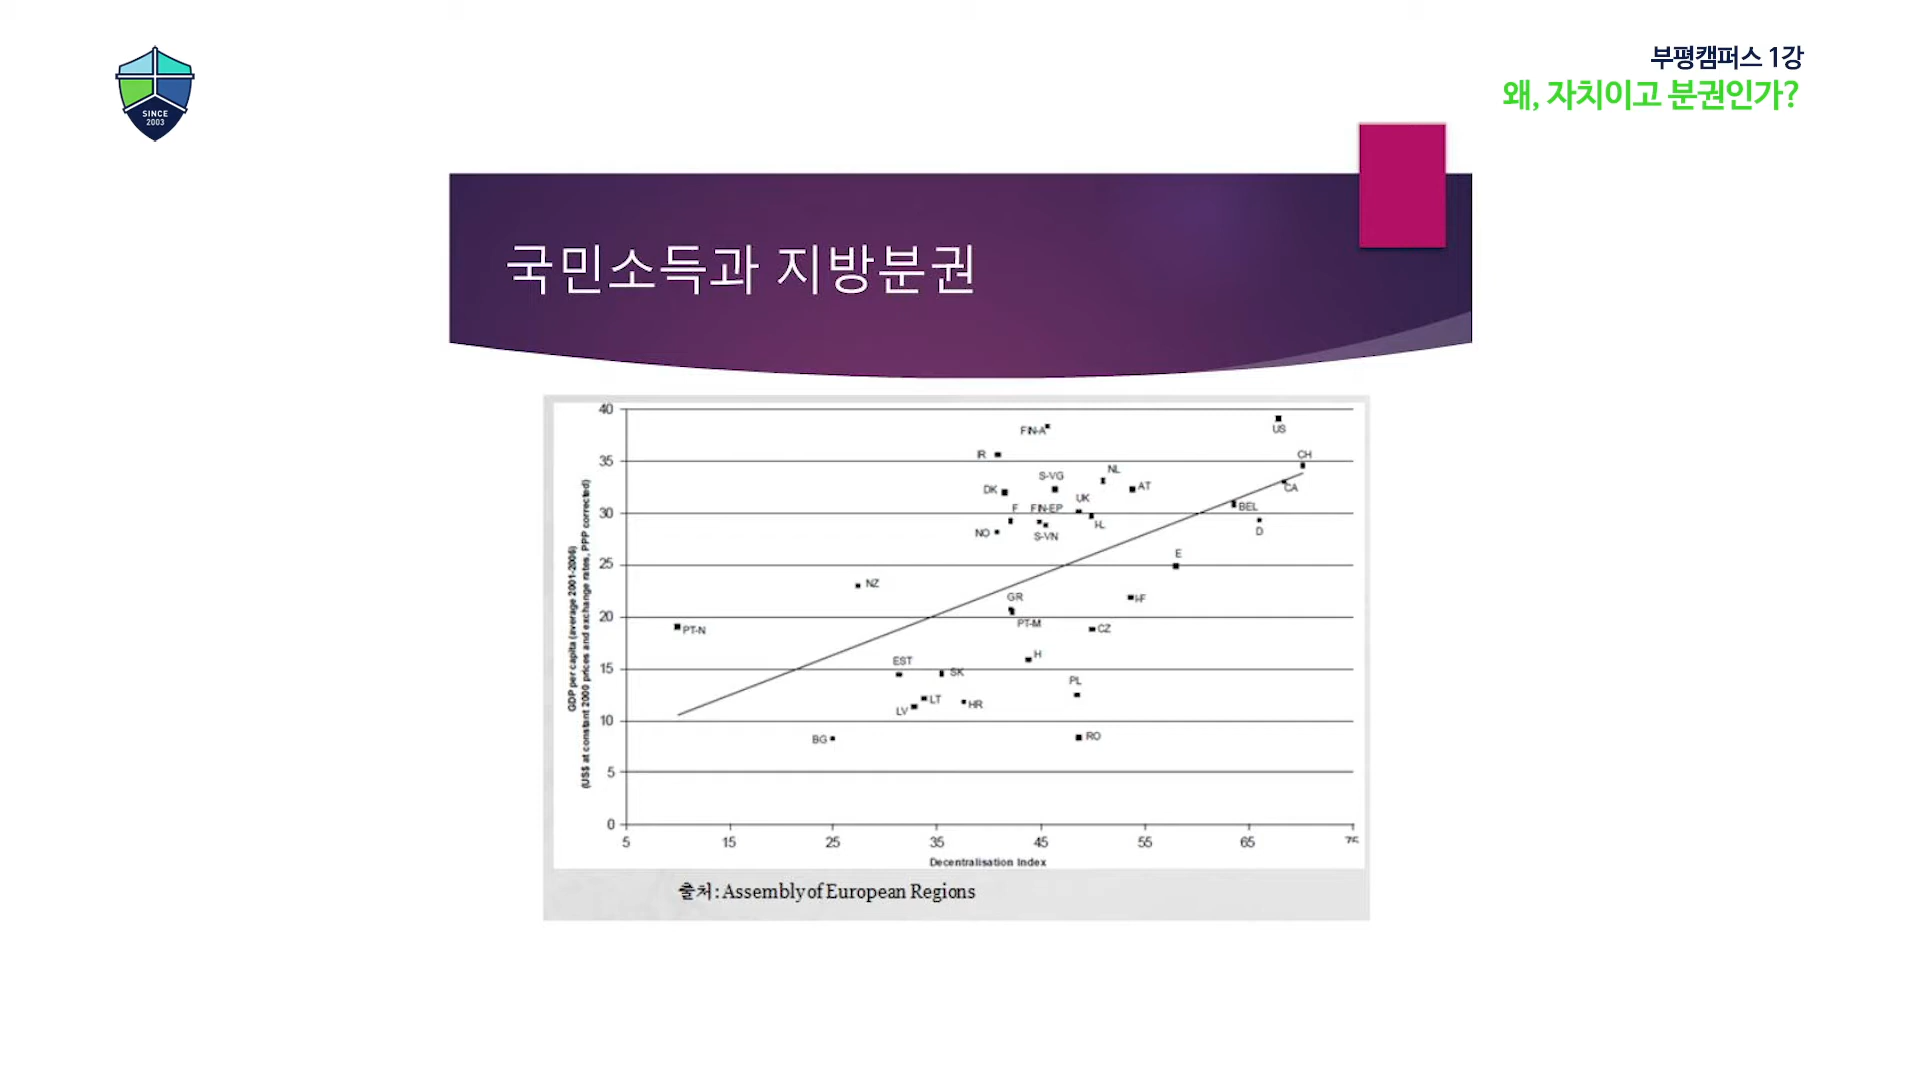 SINCE
2003
부평캠퍼스 1강
왜, 자치이고 분권인가?
국민소득과 지방분권
GDP per capita (average 2001-2006)
(US$ at constant 2000 prices and exchange rates, PPP corrected)
40
35
30
25
20
15
10
5
0
US
FIN-A
IR
CH
NL
S-VG
AT
DK
CA
UK
F
FIN-EP
BEL
NO
S-VN
D
E
NZ
GR
PT-M
PT-N
CZ
H
EST
SK
PL
LT
HR
LV
BG
RO
5
15
25
35
45
55
65
75
Decentralisation Index
출처: Assembly of European Regions